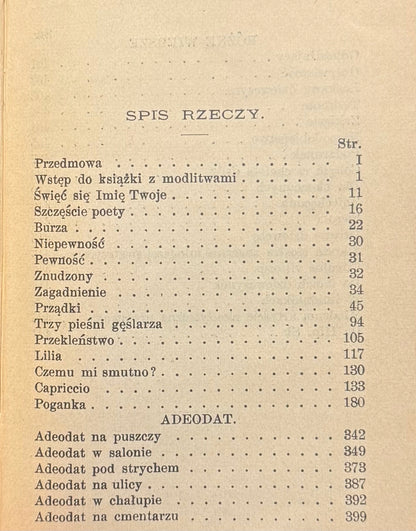 SPIS RZECZY.
Str.
Przedmowa . . . . . . . . . . . . . . I
Wstęp do książki z modlitwami . . . . . . 1
Święć się Imię Twoje . . . . . . . . . . 11
Szczęście poety . . . . . . . . . . . . 16
Burza . . . . . . . . . . . . . . . . 22
Niepewność . . . . . . . . . . . . . 30
Pewność . . . . . . . . . . . . . . . 31
Znudzony . . . . . . . . . . . . . . 32
Zagadnienie . . . . . . . . . . . . . 34
Prządki . . . . . . . . . . . . . . . 45
Trzy pieśni gęślarza . . . . . . . . . . 94
Przekleństwo . . . . . . . . . . . . . 105
Lilia . . . . . . . . . . . . . . . . 117
Czemu mi smutno? . . . . . . . . . . . 130
Capriccio . . . . . . . . . . . . . . 133
Poganka . . . . . . . . . . . . . . . 180
ADEODAT.
Adeodat na puszczy . . . . . . . . . . 342
Adeodat w salonie . . . . . . . . . . . 349
Adeodat pod strychem . . . . . . . . . 373
Adeodat na ulicy . . . . . . . . . . . 387
Adeodat w chałupie . . . . . . . . . . 392
Adeodat na cmentarzu . . . . . . . . . 399